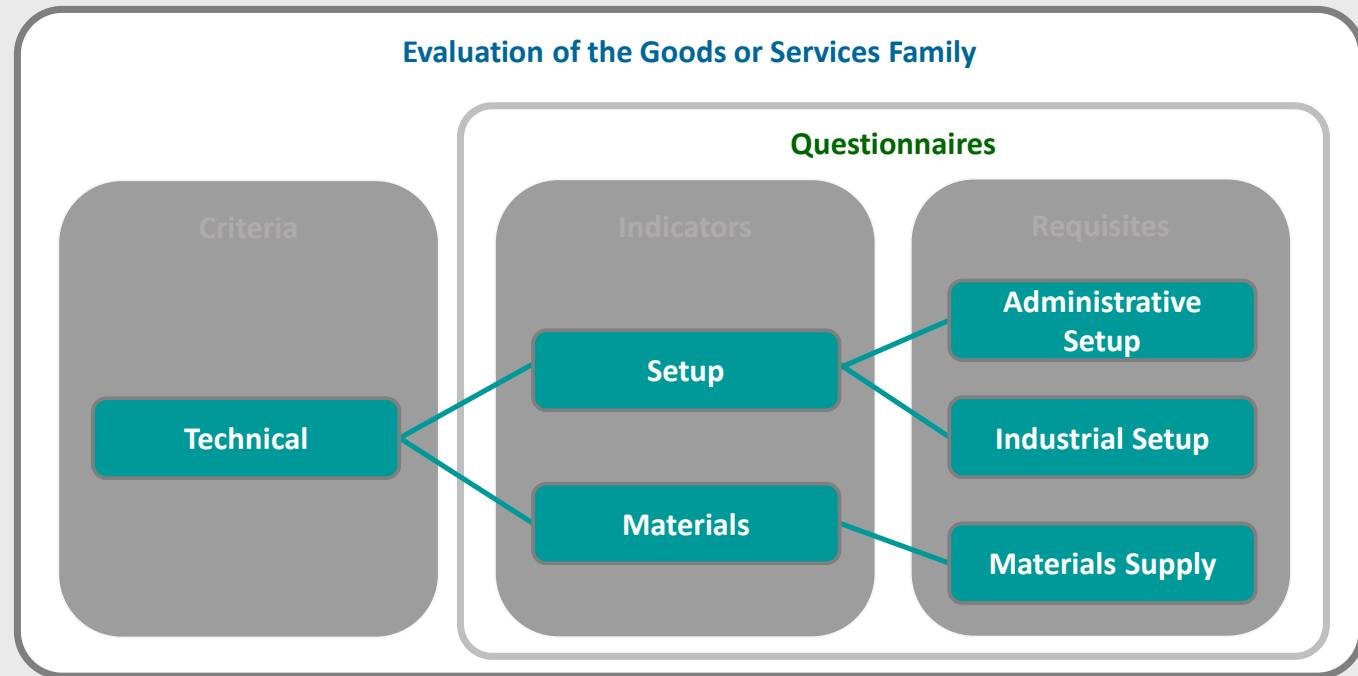 Evaluation of the Goods or Services Family
Questionnaires
Criteria
Indicators
Requisites
Technical
Setup
Materials
Administrative
Setup
Industrial Setup
Materials Supply